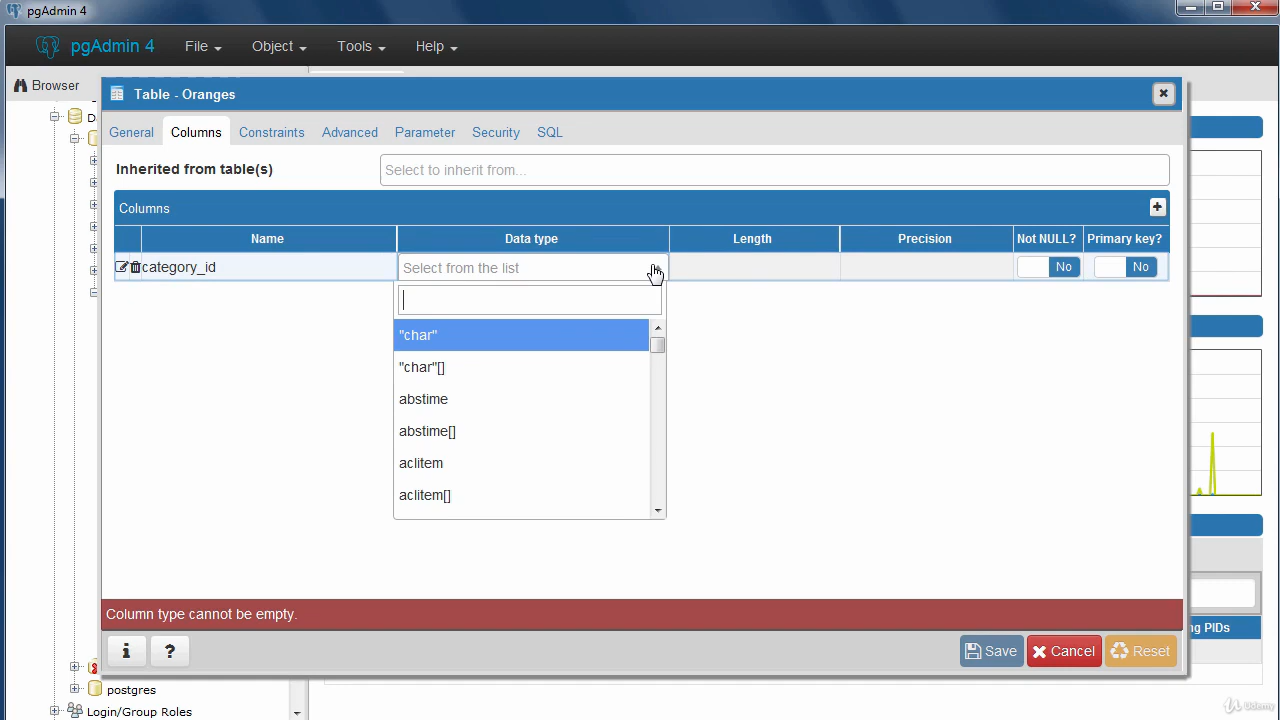 pgAdmin 4
pgAdmin 4 File Object Tools Help
Browser
Table - Oranges
General Columns Constraints Advanced Parameter Security SQL
Inherited from table(s) Select to inherit from...
Columns
Name Data type Length Precision Not NULL? Primary key?
category_id Select from the list No No
"char"
"char"[]
abstime
abstime[]
aclitem
aclitem[]
Column type cannot be empty.
ng PIDs
i ? Save Cancel Reset
postgres
Login/Group Roles
Udemy